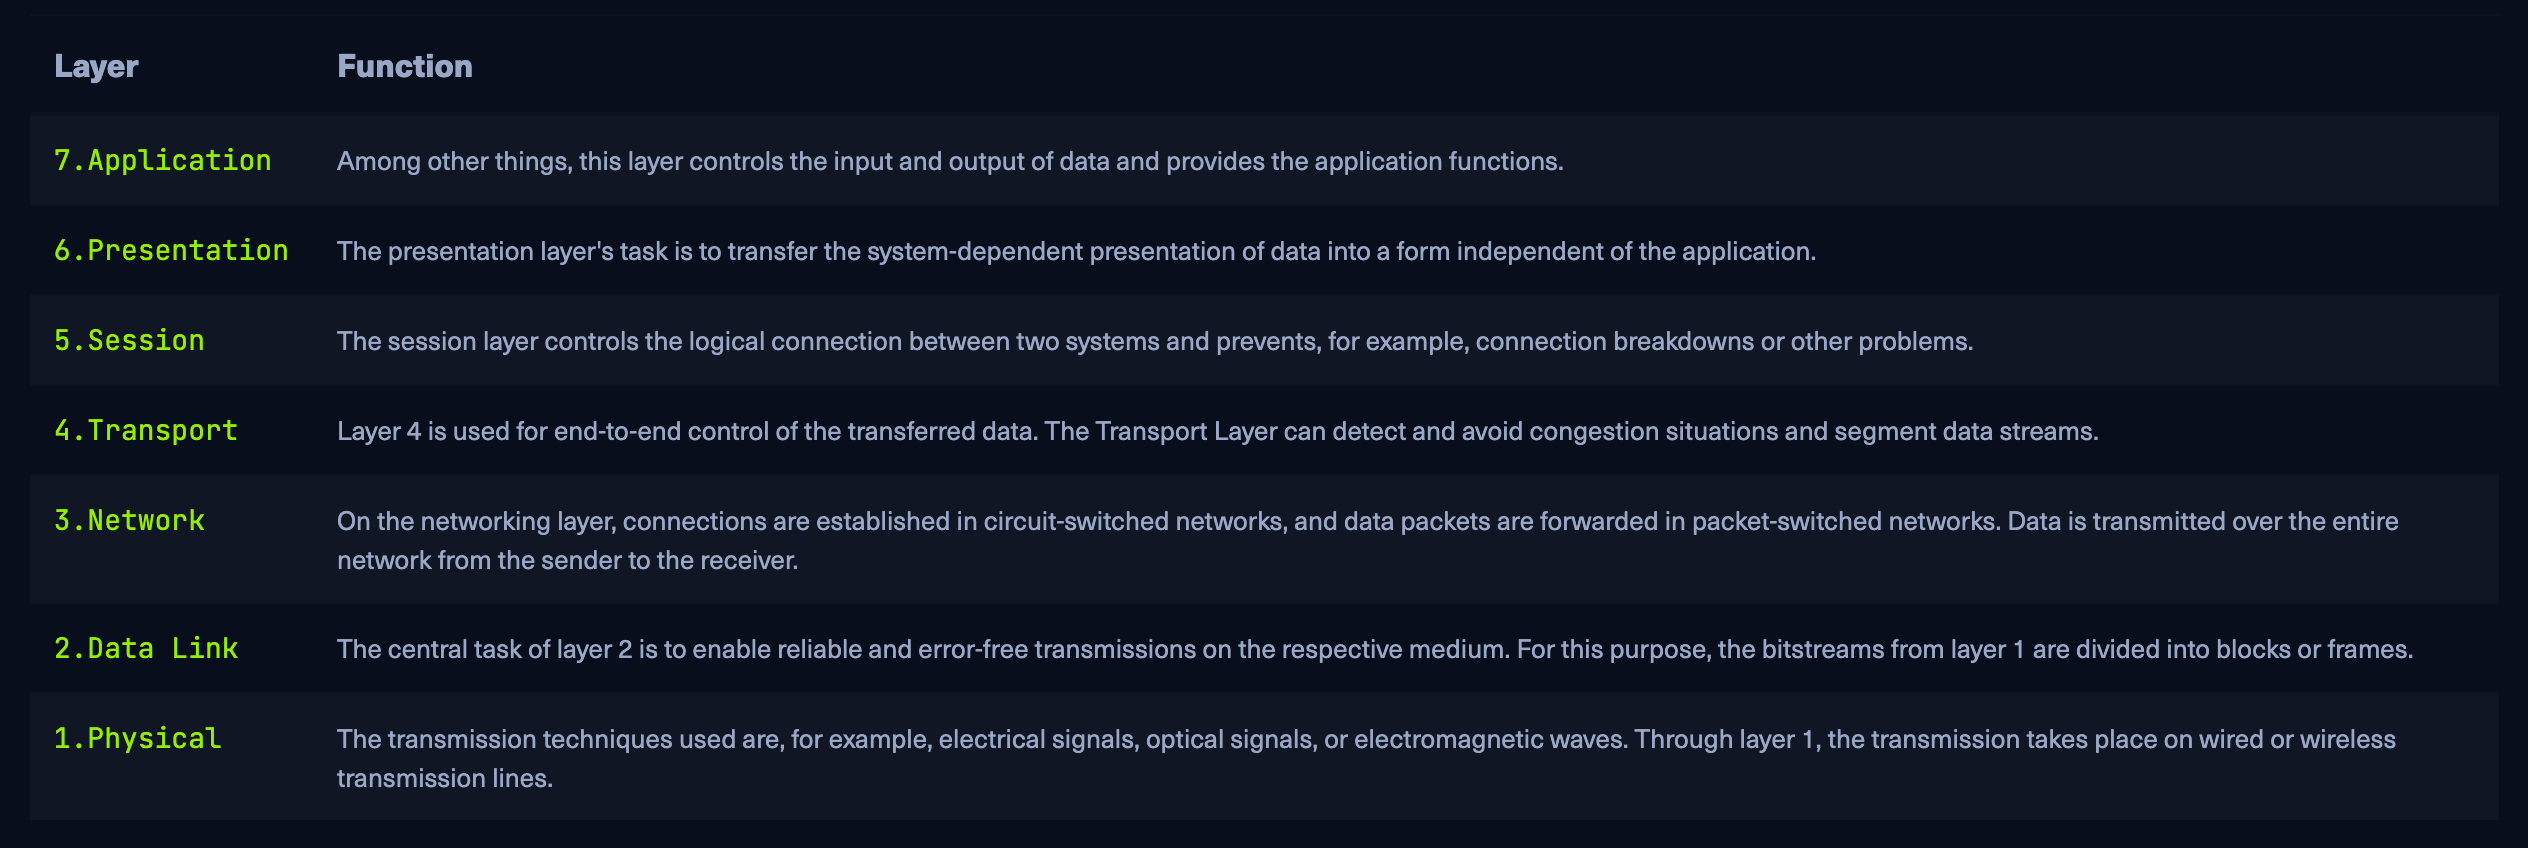 Layer Function
7.Application Among other things, this layer controls the input and output of data and provides the application functions.
6.Presentation The presentation layer's task is to transfer the system-dependent presentation of data into a form independent of the application.
5.Session The session layer controls the logical connection between two systems and prevents, for example, connection breakdowns or other problems.
4.Transport Layer 4 is used for end-to-end control of the transferred data. The Transport Layer can detect and avoid congestion situations and segment data streams.
3.Network On the networking layer, connections are established in circuit-switched networks, and data packets are forwarded in packet-switched networks. Data is transmitted over the entire
network from the sender to the receiver.
2.Data Link The central task of layer 2 is to enable reliable and error-free transmissions on the respective medium. For this purpose, the bitstreams from layer 1 are divided into blocks or frames.
1.Physical The transmission techniques used are, for example, electrical signals, optical signals, or electromagnetic waves. Through layer 1, the transmission takes place on wired or wireless
transmission lines.